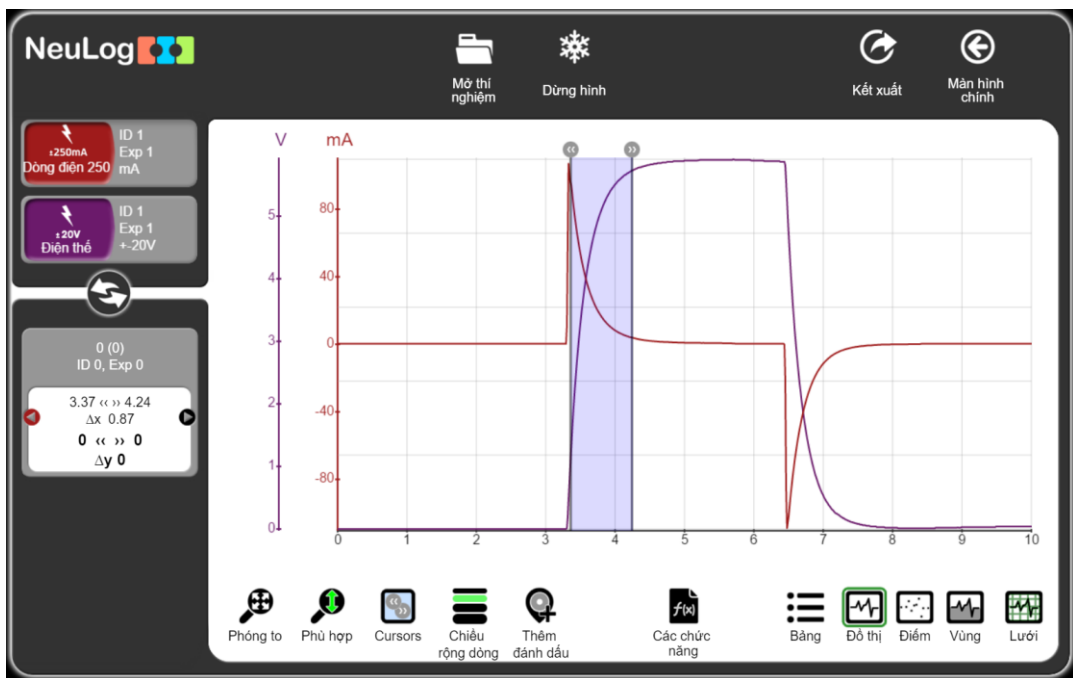 NeuLog
Mở thí
nghiệm
Dừng hình
Kết xuất
Màn hình
chính
±250mA
Dòng điện 250
ID 1
Exp 1
mA
±20V
Điện thế
ID 1
Exp 1
+-20V
0 (0)
ID 0, Exp 0
3.37 ‹‹ ›› 4.24
Δx 0.87
0 ‹‹ ›› 0
Δy 0
V
mA
5
4
3
2
1
0
80
40
0
-40
-80
0 1 2 3 4 5 6 7 8 9 10
Phóng to
Phù hợp
Cursors
Chiều
rộng dòng
Thêm
đánh dấu
f(x)
Các chức
năng
Bảng
Đồ thị
Điểm
Vùng
Lưới